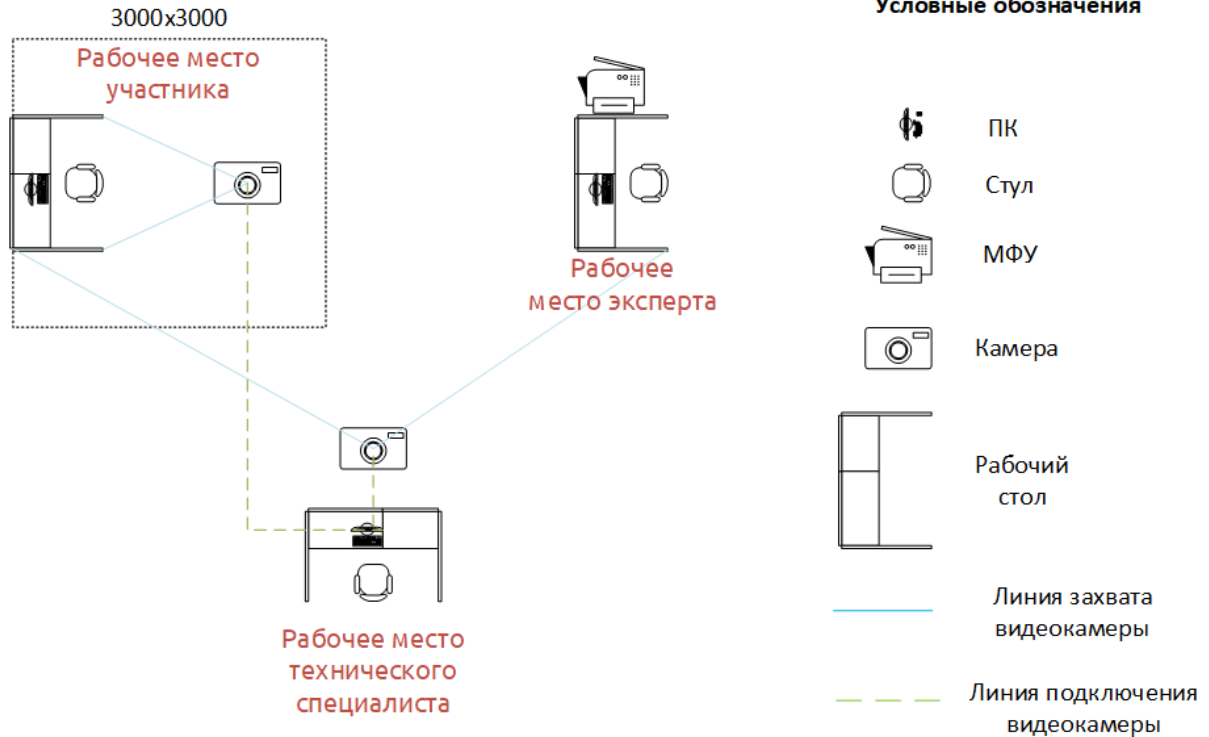 3000x3000
Рабочее место
участника
Рабочее
место эксперта
Рабочее место
технического
специалиста
Условные обозначения
ПК
Стул
МФУ
Камера
Рабочий
стол
Линия захвата
видеокамеры
Линия подключения
видеокамеры